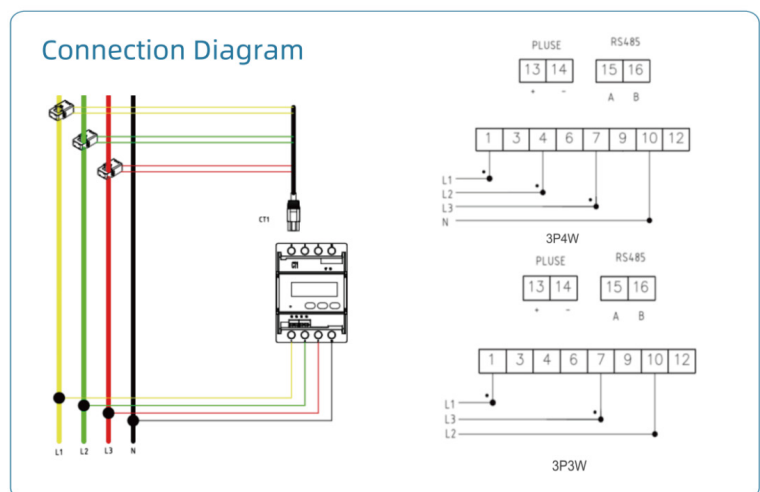 Connection Diagram
CT1
L1 L2 L3 N
PLUSE RS485
13 14 15 16
+ - A B
1 3 4 6 7 9 10 12
L1
L2
L3
N
3P4W
PLUSE RS485
13 14 15 16
+ - A B
1 3 4 6 7 9 10 12
L1
L3
L2
3P3W